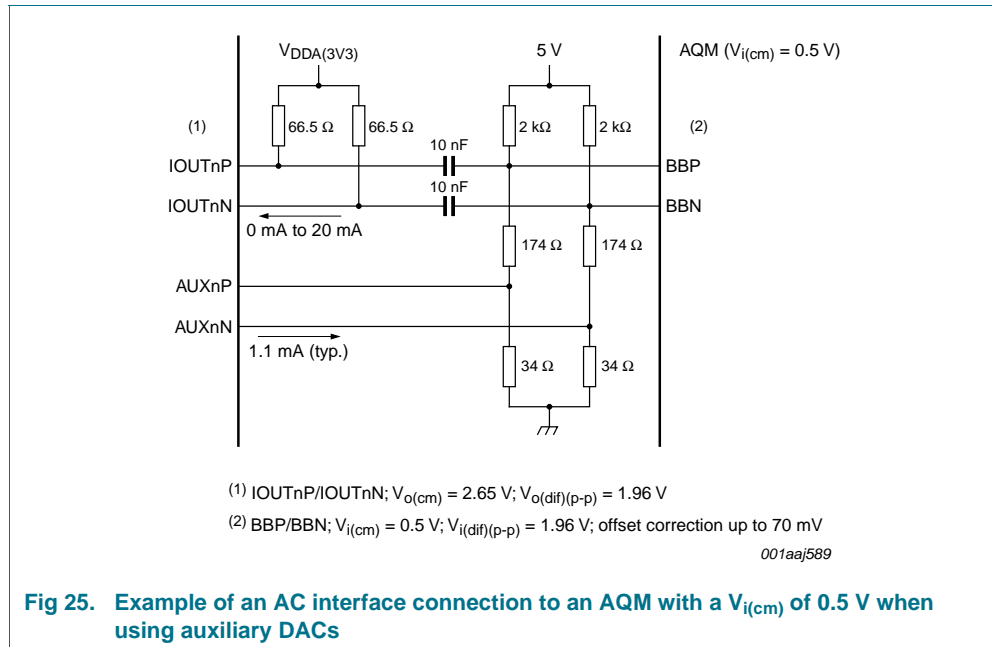 VDDA(3V3)
5 V
AQM (Vi(cm) = 0.5 V)
(1)
66.5 Ω
66.5 Ω
2 kΩ
2 kΩ
(2)
10 nF
IOUTnP
BBP
10 nF
IOUTnN
BBN
0 mA to 20 mA
174 Ω
174 Ω
AUXnP
AUXnN
1.1 mA (typ.)
34 Ω
34 Ω
(1) IOUTnP/IOUTnN; Vo(cm) = 2.65 V; Vo(dif)(p-p) = 1.96 V
(2) BBP/BBN; Vi(cm) = 0.5 V; Vi(dif)(p-p) = 1.96 V; offset correction up to 70 mV
001aaj589
Fig 25. Example of an AC interface connection to an AQM with a Vi(cm) of 0.5 V when
using auxiliary DACs